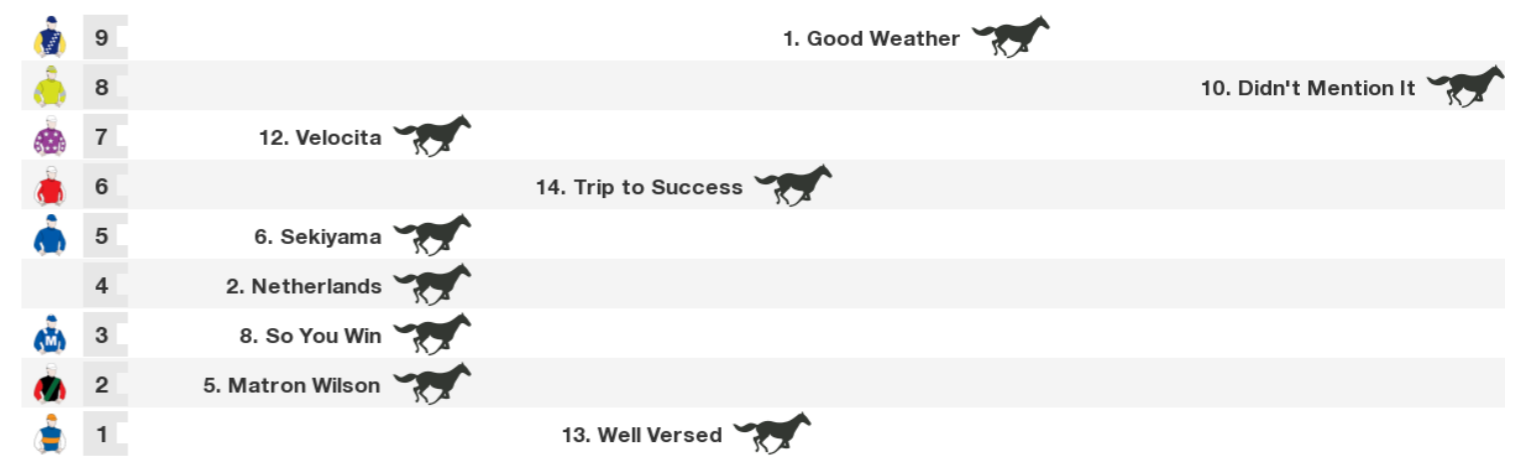 9 1. Good Weather
8 10. Didn't Mention It
7 12. Velocita
6 14. Trip to Success
5 6. Sekiyama
4 2. Netherlands
3 8. So You Win
M
2 5. Matron Wilson
1 13. Well Versed